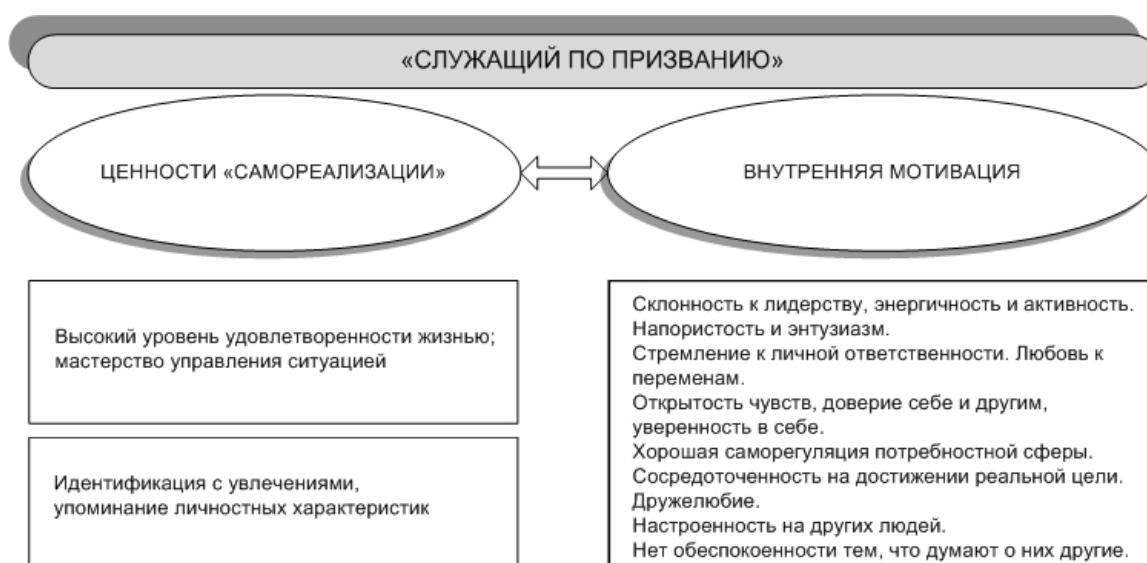 «СЛУЖАЩИЙ ПО ПРИЗВАНИЮ»
ЦЕННОСТИ «САМОРЕАЛИЗАЦИИ»
ВНУТРЕННЯЯ МОТИВАЦИЯ
Высокий уровень удовлетворенности жизнью;
мастерство управления ситуацией
Идентификация с увлечениями,
упоминание личностных характеристик
Склонность к лидерству, энергичность и активность.
Напористость и энтузиазм.
Стремление к личной ответственности. Любовь к
переменам.
Открытость чувств, доверие себе и другим,
уверенность в себе.
Хорошая саморегуляция потребностной сферы.
Сосредоточенность на достижении реальной цели.
Дружелюбие.
Настроенность на других людей.
Нет обеспокоенности тем, что думают о них другие.